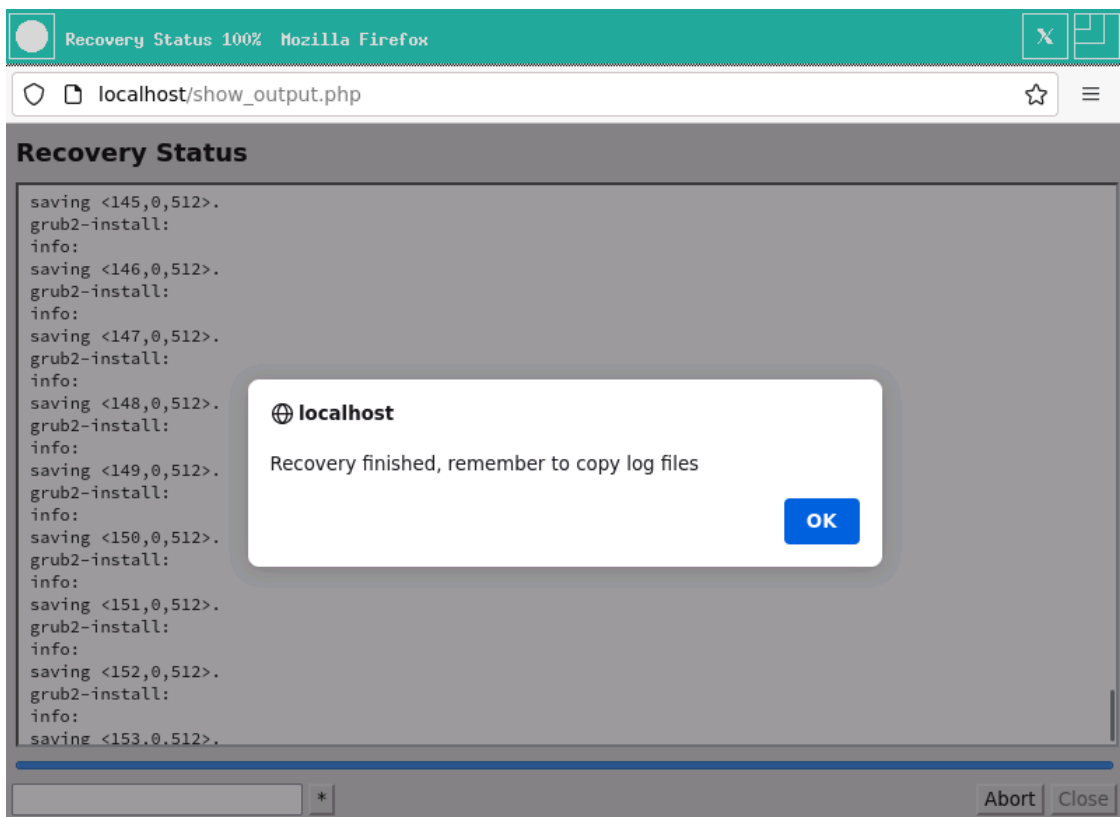 Recovery Status 100%  Mozilla Firefox
X
localhost/show_output.php
Recovery Status
saving <145,0,512>.
grub2-install:
info:
saving <146,0,512>.
grub2-install:
info:
saving <147,0,512>.
grub2-install:
info:
saving <148,0,512>.
grub2-install:
info:
saving <149,0,512>.
grub2-install:
info:
saving <150,0,512>.
grub2-install:
info:
saving <151,0,512>.
grub2-install:
info:
saving <152,0,512>.
grub2-install:
info:
saving <153,0,512>.
localhost
Recovery finished, remember to copy log files
OK
*
Abort Close